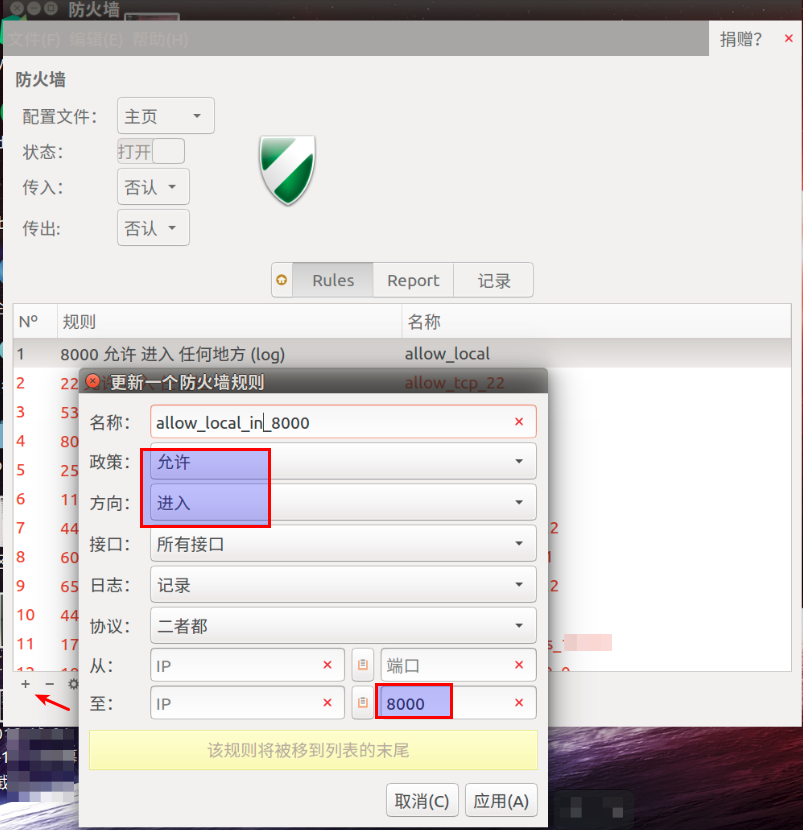 防火墙
文件(F) 编辑(E) 帮助(H)
捐赠?
防火墙
配置文件: 主页
状态: 打开
传入: 否认
传出: 否认
Rules Report 记录
Nº 规则 名称
1 8000 允许 进入 任何地方 (log) allow_local
2 22 allow_tcp_22
更新一个防火墙规则
3 53
名称: allow_local_in_8000
4 80
政策: 允许
5 25
6 11
方向: 进入
7 44 2
接口: 所有接口
8 60
9 65 2
日志: 记录
10 44
协议: 二者都
11 17 s_
从: IP 端口
至: IP 8000
该规则将被移到列表的末尾
取消(C) 应用(A)